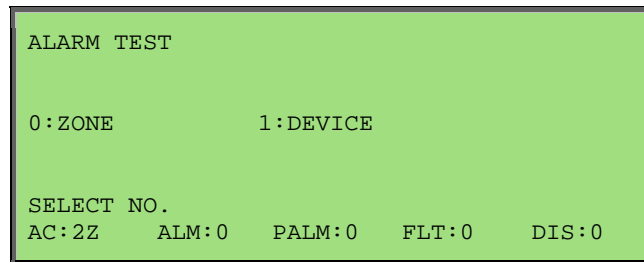 ALARM TEST
0:ZONE 1:DEVICE
SELECT NO.
AC:2Z ALM:0 PALM:0 FLT:0 DIS:0